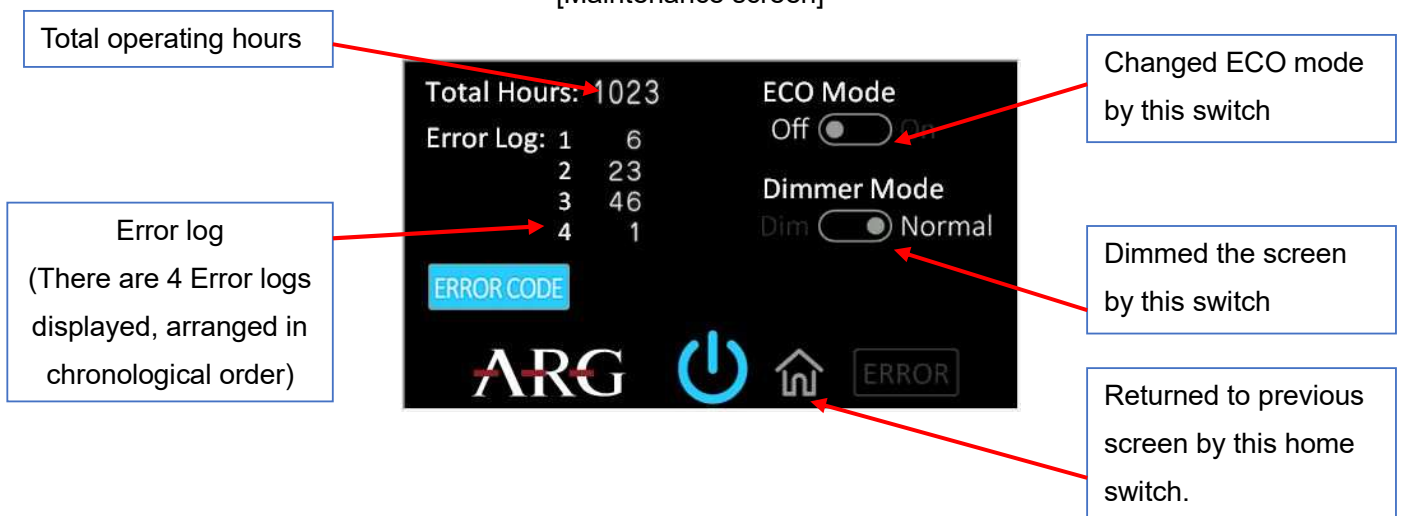 [Maintenance screen]
Total operating hours
Total Hours: 1023
Error Log: 1 6
2 23
3 46
4 1
ERROR CODE
ECO Mode
Off On
Dimmer Mode
Dim Normal
ARG
ERROR
Error log
(There are 4 Error logs
displayed, arranged in
chronological order)
Changed ECO mode
by this switch
Dimmed the screen
by this switch
Returned to previous
screen by this home
switch.